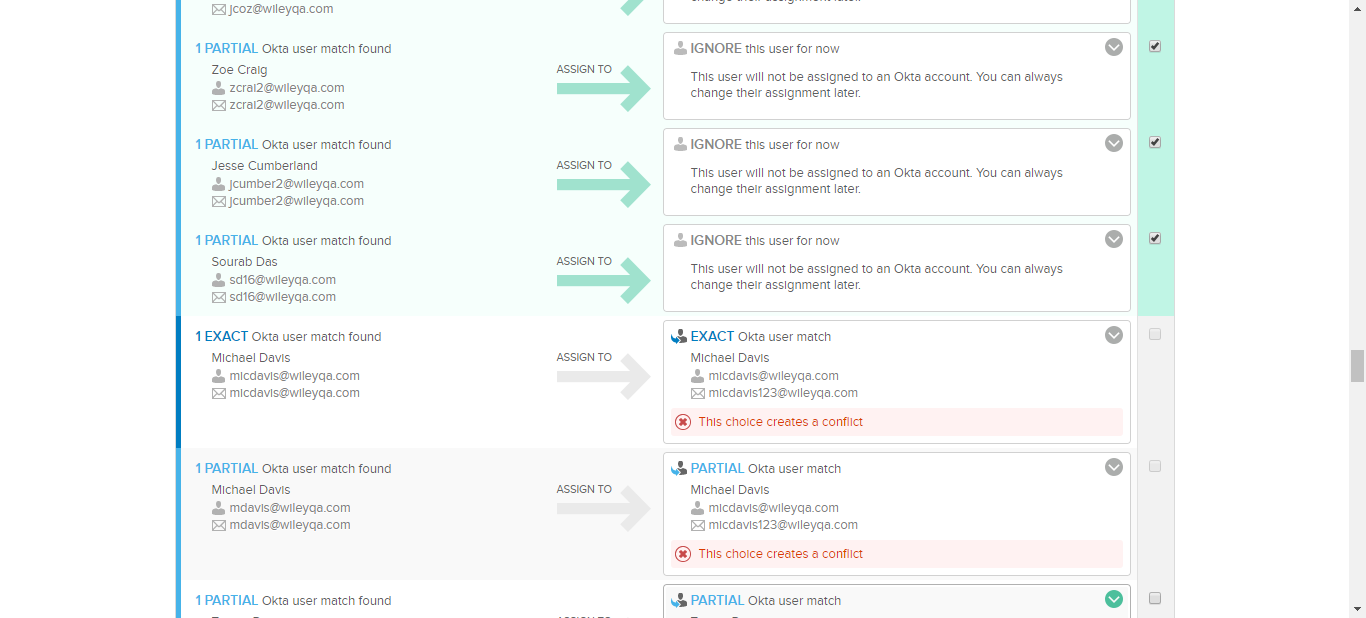 jcoz@wileyqa.com
change their assignment later.
1 PARTIAL Okta user match found
Zoe Craig
zcrai2@wileyqa.com
zcrai2@wileyqa.com
ASSIGN TO
IGNORE this user for now
This user will not be assigned to an Okta account. You can always
change their assignment later.
1 PARTIAL Okta user match found
Jesse Cumberland
jcumber2@wileyqa.com
jcumber2@wileyqa.com
ASSIGN TO
IGNORE this user for now
This user will not be assigned to an Okta account. You can always
change their assignment later.
1 PARTIAL Okta user match found
Sourab Das
sd16@wileyqa.com
sd16@wileyqa.com
ASSIGN TO
IGNORE this user for now
This user will not be assigned to an Okta account. You can always
change their assignment later.
1 EXACT Okta user match found
Michael Davis
micdavis@wileyqa.com
micdavis@wileyqa.com
ASSIGN TO
EXACT Okta user match
Michael Davis
micdavis@wileyqa.com
micdavis123@wileyqa.com
This choice creates a conflict
1 PARTIAL Okta user match found
Michael Davis
mdavis@wileyqa.com
mdavis@wileyqa.com
ASSIGN TO
PARTIAL Okta user match
Michael Davis
micdavis@wileyqa.com
micdavis123@wileyqa.com
This choice creates a conflict
1 PARTIAL Okta user match found
ASSIGN TO
PARTIAL Okta user match